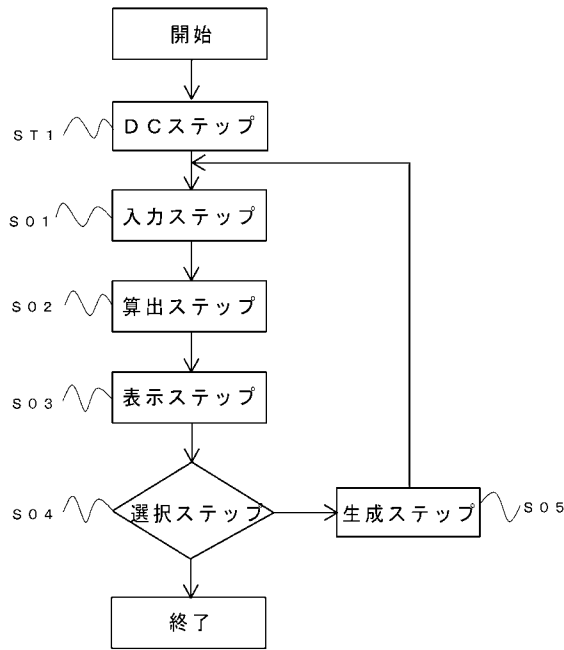 開始
ST1
DCステップ
S01
入力ステップ
S02
算出ステップ
S03
表示ステップ
S04
選択ステップ
生成ステップ
S05
終了